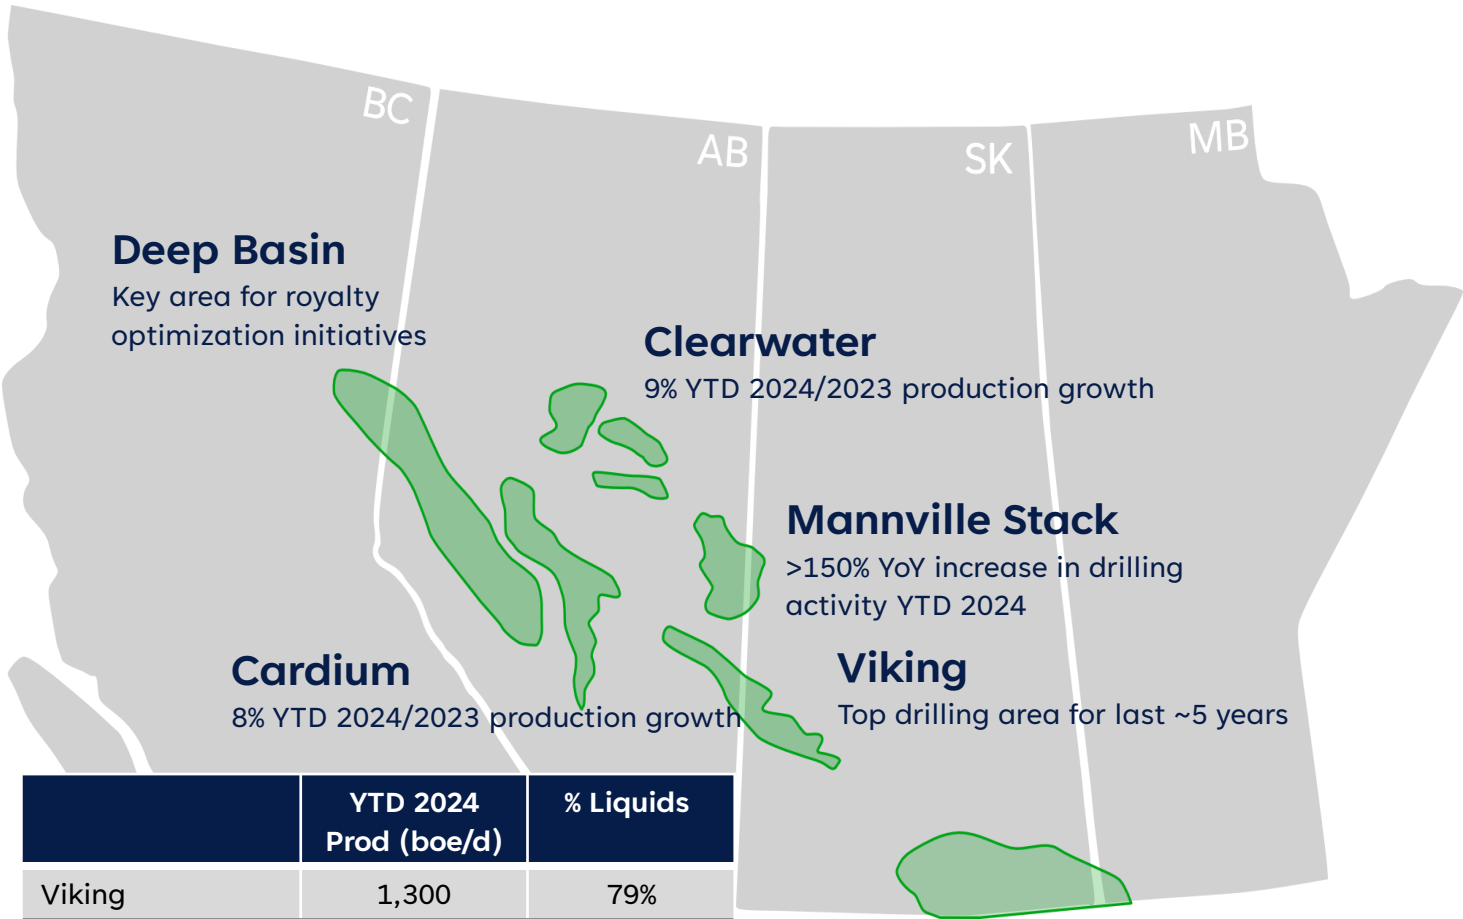 BC
AB
SK
MB
Deep Basin
Key area for royalty
optimization initiatives
Clearwater
9% YTD 2024/2023 production growth
Mannville Stack
>150% YoY increase in drilling
activity YTD 2024
Cardium
8% YTD 2024/2023 production growth
Viking
Top drilling area for last ~5 years
YTD 2024 % Liquids
Prod (boe/d)
Viking 1,300 79%